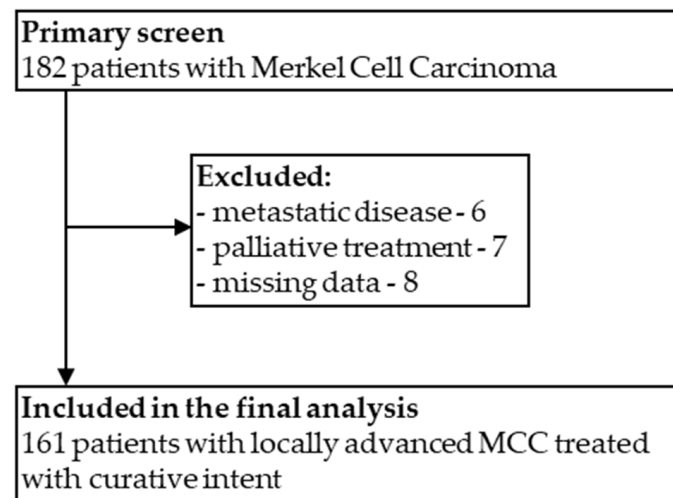 Primary screen
182 patients with Merkel Cell Carcinoma
Excluded:
- metastatic disease - 6
- palliative treatment - 7
- missing data - 8
Included in the final analysis
161 patients with locally advanced MCC treated
with curative intent